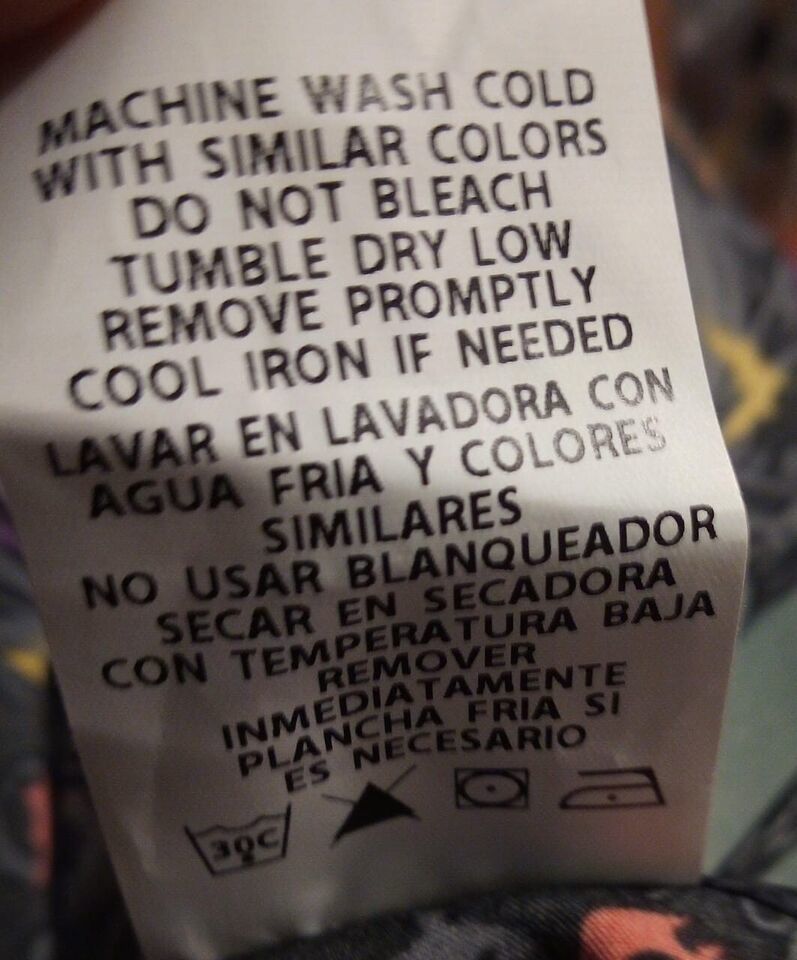 MACHINE WASH COLD
WITH SIMILAR COLORS
DO NOT BLEACH
TUMBLE DRY LOW
REMOVE PROMPTLY
COOL IRON IF NEEDED
LAVAR EN LAVADORA CON
AGUA FRIA Y COLORES
SIMILARES
NO USAR BLANQUEADOR
SECAR EN SECADORA
CON TEMPERATURA BAJA
REMOVER
INMEDIATAMENTE
PLANCHA FRIA SI
ES NECESARIO
30C